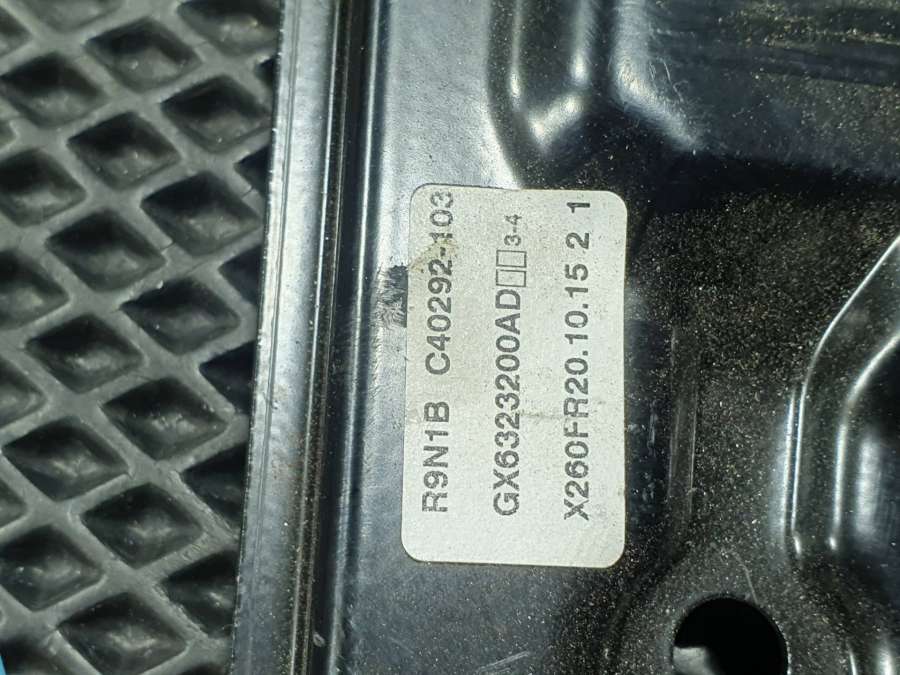 R9N1B C40292-103
GX6323200AD□□3-4
X260FR20.10.15 2 1